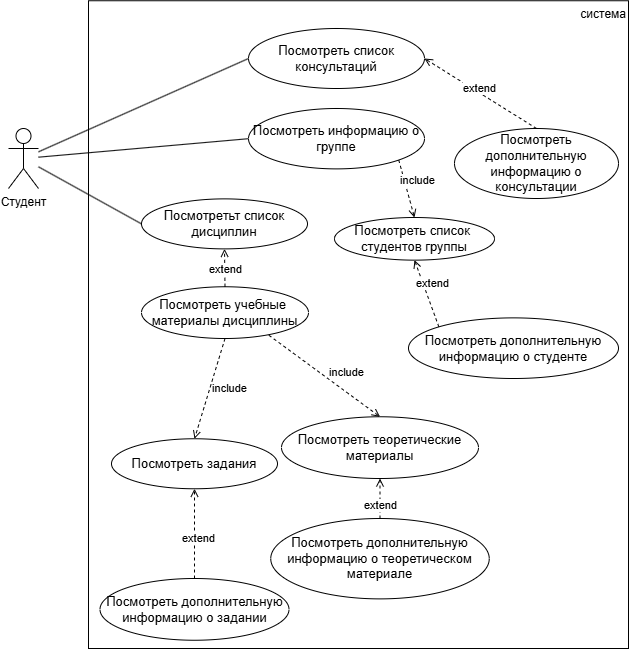 система
Посмотреть список
консультаций
extend
Посмотреть информацию о
группе
Посмотреть
дополнительную
информацию о
консультации
include
Студент
Посмотретьт список
дисциплин
Посмотреть список
студентов группы
extend
extend
Посмотреть учебные
материалы дисциплины
Посмотреть дополнительную
информацию о студенте
include
include
Посмотреть теоретические
материалы
Посмотреть задания
extend
extend
Посмотреть дополнительную
информацию о теоретическом
материале
Посмотреть дополнительную
информацию о задании